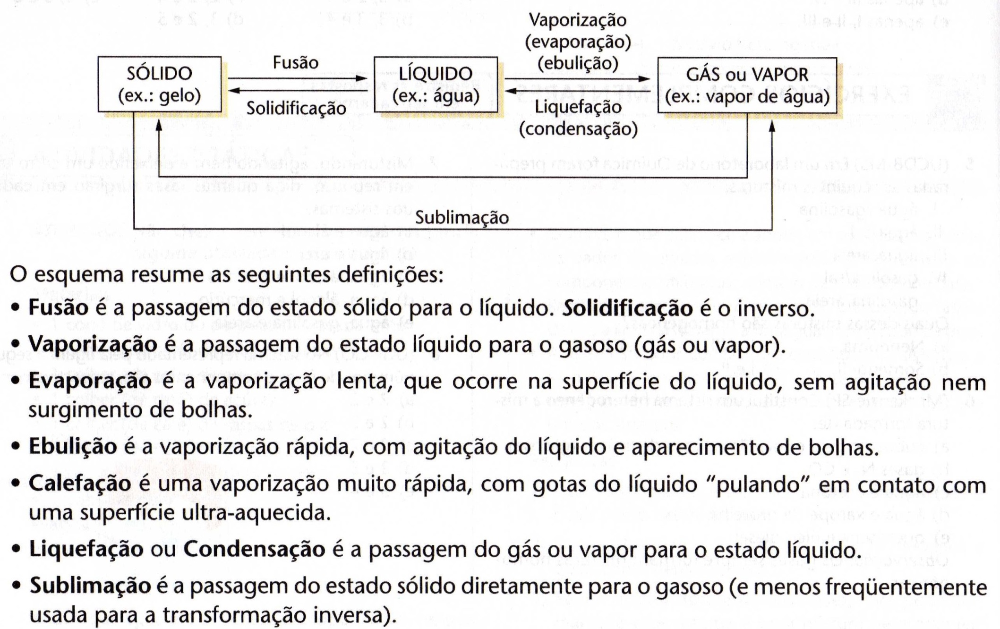 Vaporização
(evaporação)
(ebulição)
SÓLIDO
(ex.: gelo)
Fusão
Solidificação
LÍQUIDO
(ex.: água)
Liquefação
(condensação)
GÁS ou VAPOR
(ex.: vapor de água)
Sublimação
O esquema resume as seguintes definições:
• Fusão é a passagem do estado sólido para o líquido. Solidificação é o inverso.
• Vaporização é a passagem do estado líquido para o gasoso (gás ou vapor).
• Evaporação é a vaporização lenta, que ocorre na superfície do líquido, sem agitação nem
surgimento de bolhas.
• Ebulição é a vaporização rápida, com agitação do líquido e aparecimento de bolhas.
• Calefação é uma vaporização muito rápida, com gotas do líquido “pulando” em contato com
uma superfície ultra-aquecida.
• Liquefação ou Condensação é a passagem do gás ou vapor para o estado líquido.
• Sublimação é a passagem do estado sólido diretamente para o gasoso (e menos freqüentemente
usada para a transformação inversa).